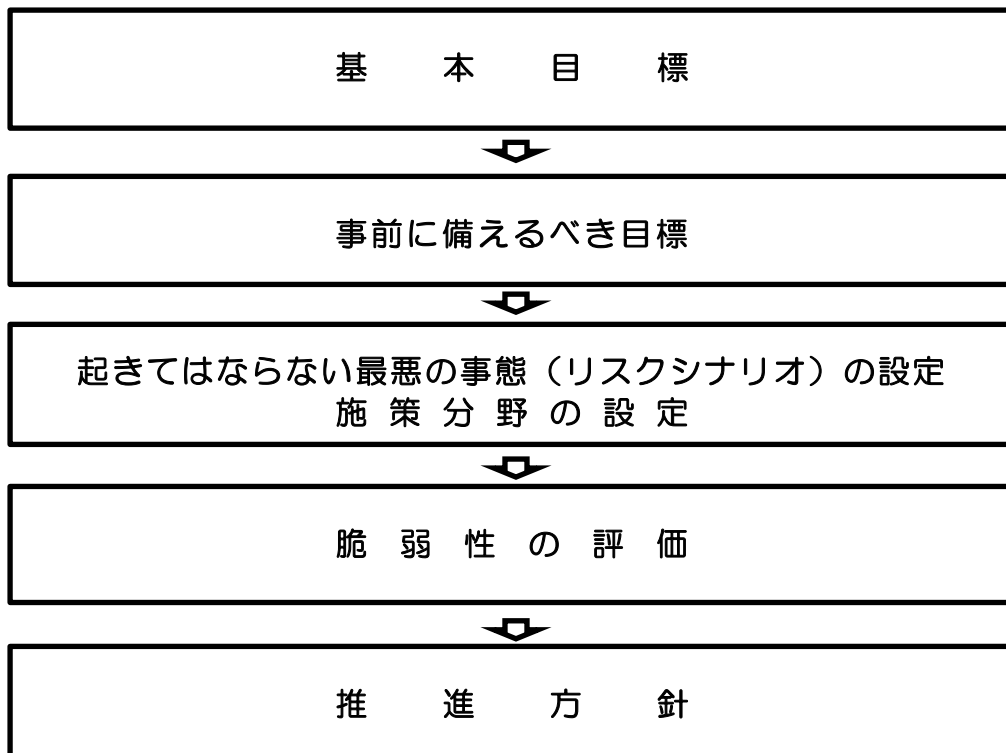 基本目標
事前に備えるべき目標
起きてはならない最悪の事態（リスクシナリオ）の設定
施策分野の設定
脆弱性の評価
推進方針